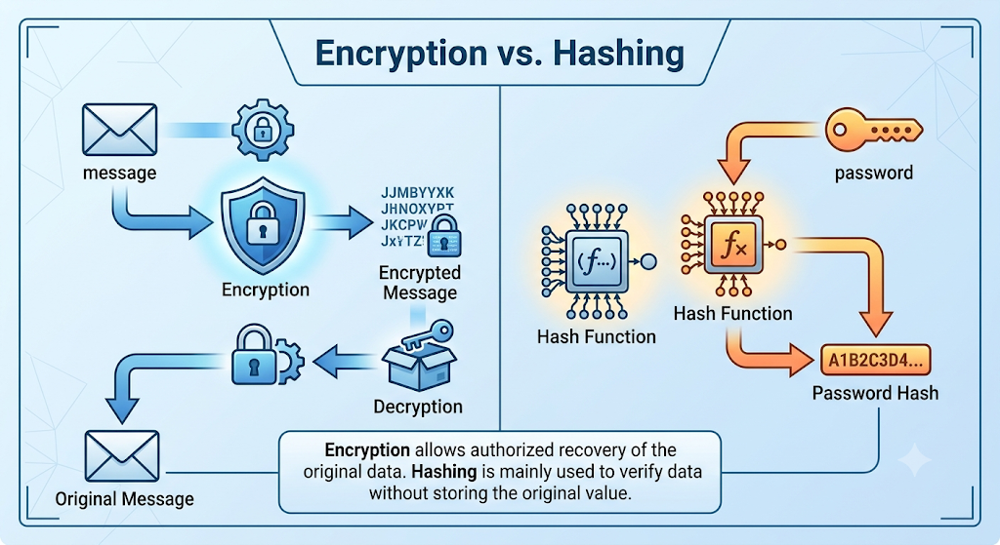 Encryption vs. Hashing
message
Encryption
JJMBYYXK
JHNOXYPT
JKCPW
Encrypted
Message
Decryption
Original Message
password
(f...)
Hash Function
fx
Hash Function
A1B2C3D4...
Password Hash
Encryption allows authorized recovery of the
original data. Hashing is mainly used to verify data
without storing the original value.